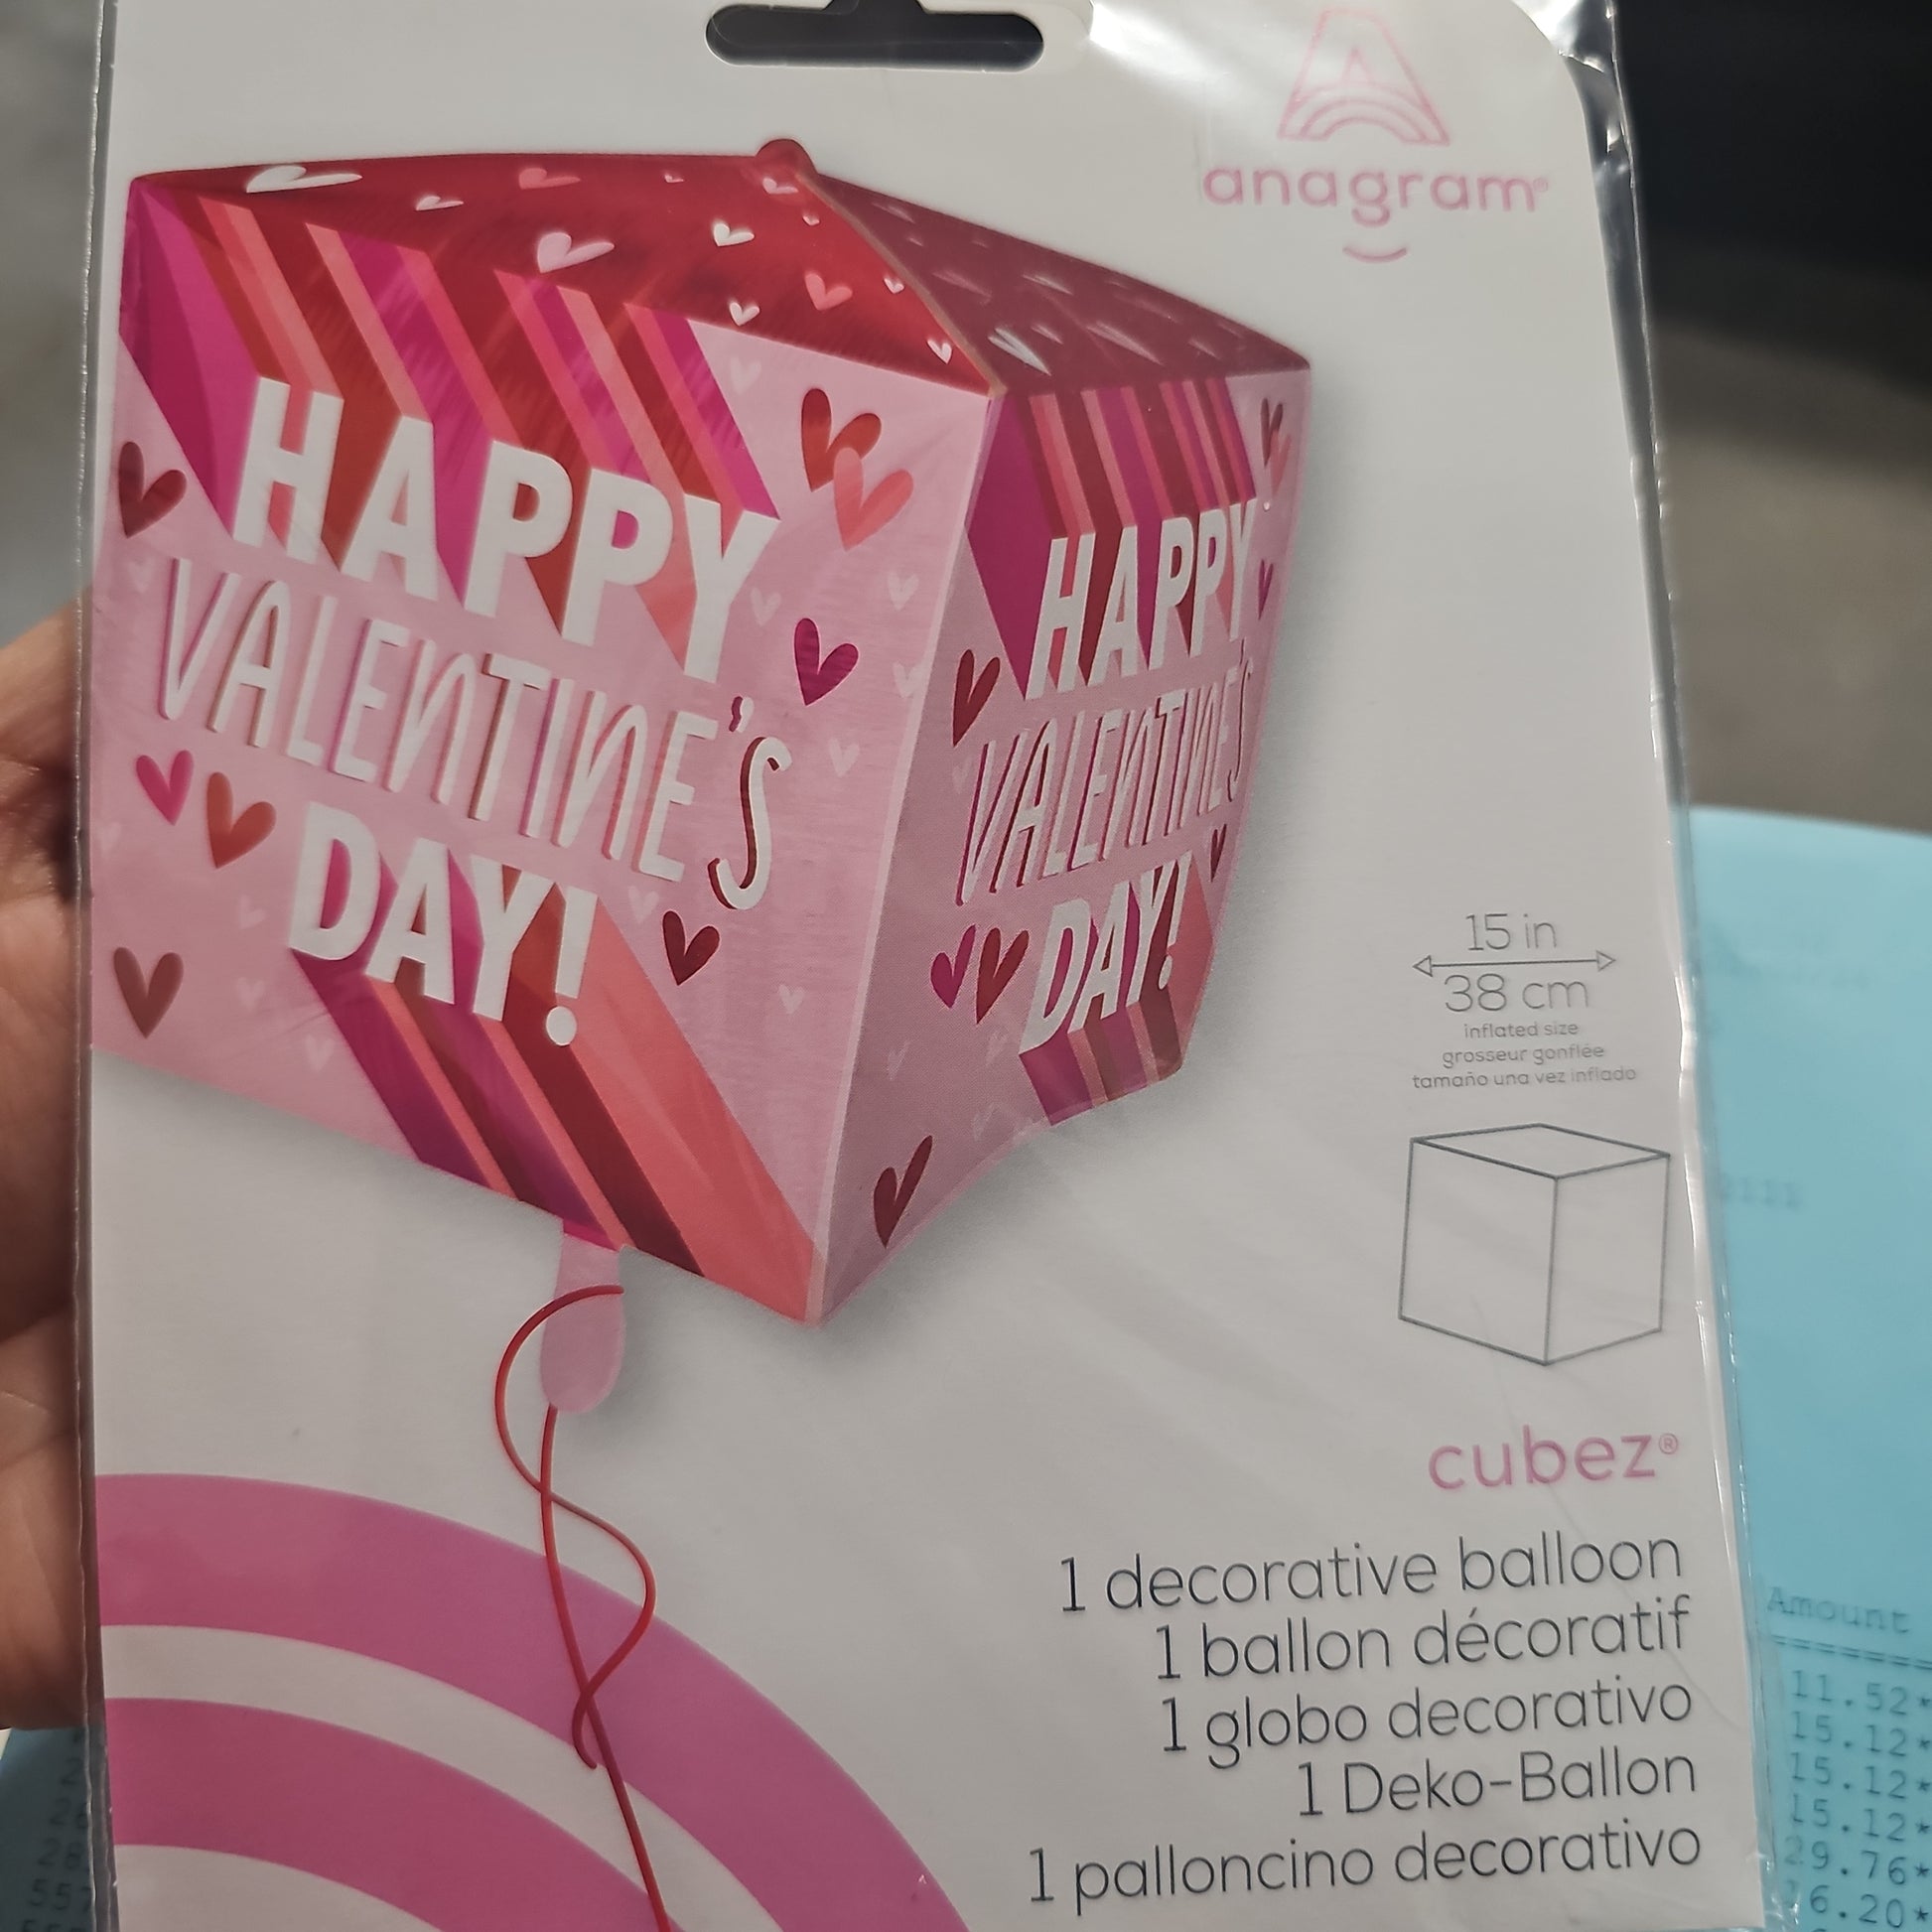 anagram®
HAPPY
VALENTINE'S
DAY!
HAPPY
VALENTINE'S
DAY!
15 in
38 cm
inflated size
grosseur gonflée
tamaño una vez inflado
cubez®
1 decorative balloon
1 ballon décoratif
1 globo decorativo
1 Deko-Ballon
1 palloncino decorativo
Amount
11.52*
15.12*
15.12*
15.12*
29.76*
6.20*